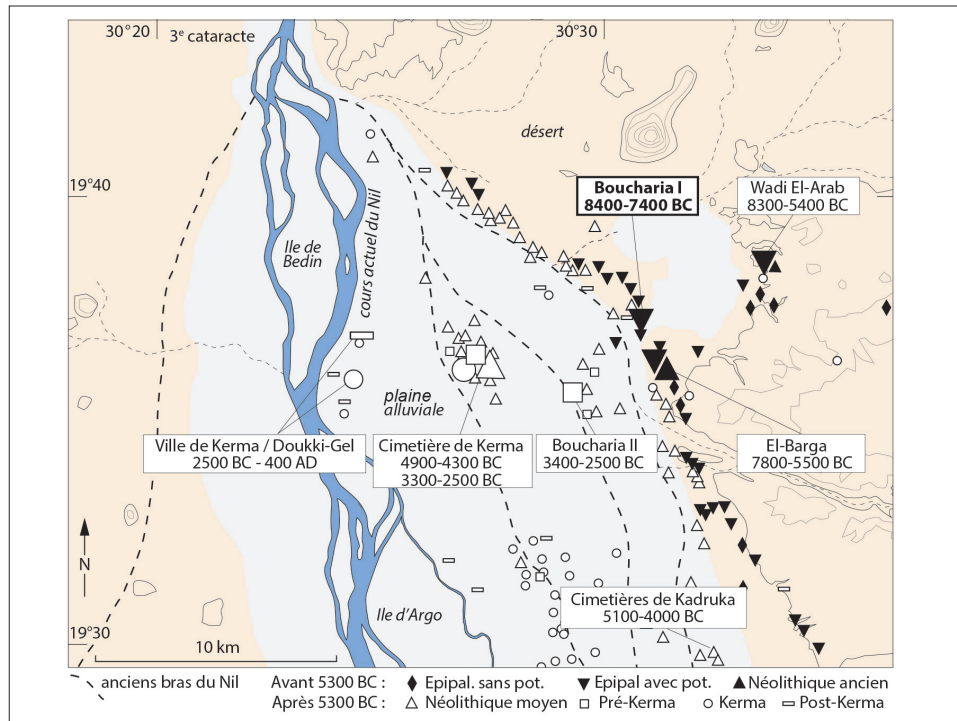 30°20
3e cataracte
30°30
désert
19°40
Boucharia I
8400-7400 BC
Wadi El-Arab
8300-5400 BC
Ile de
Bedin
cours actuel du Nil
plaine
alluviale
Ville de Kerma / Doukki-Gel
2500 BC - 400 AD
Cimetière de Kerma
4900-4300 BC
3300-2500 BC
Boucharia II
3400-2500 BC
El-Barga
7800-5500 BC
N
Ile d'Argo
Cimetières de Kadruka
5100-4000 BC
19°30
10 km
anciens bras du Nil
Avant 5300 BC : Epipal. sans pot. Epipal avec pot. Néolithique ancien
Après 5300 BC : Néolithique moyen Pré-Kerma Kerma Post-Kerma